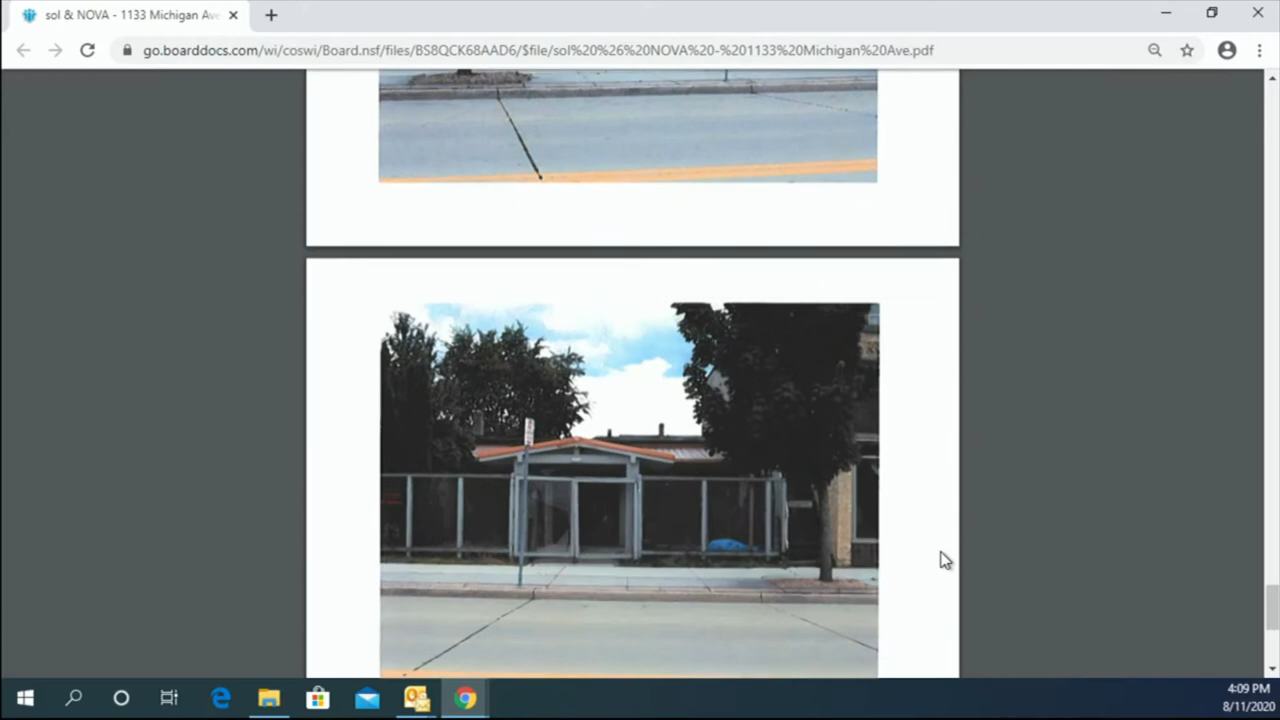 sol & NOVA - 1133 Michigan Ave
go.boarddocs.com/wi/coswi/Board.nsf/files/BS8QCK68AAD6/$file/sol%20%26%20NOVA%20-%201133%20Michigan%20Ave.pdf
4:09 PM
8/11/2020